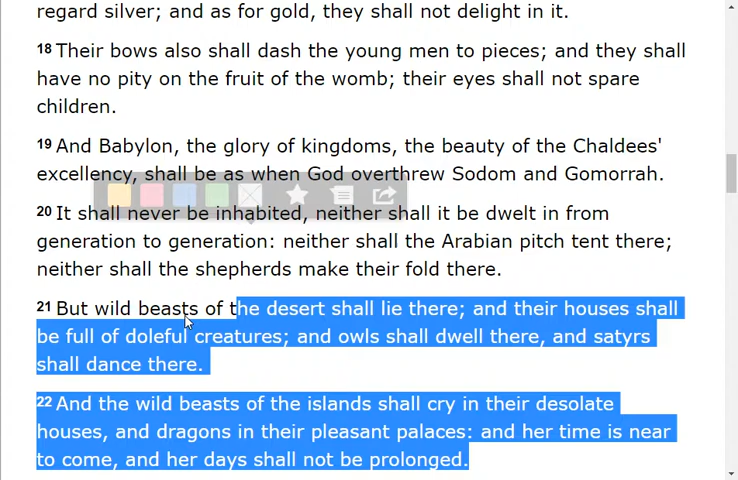 regard silver; and as for gold, they shall not delight in it.
18 Their bows also shall dash the young men to pieces; and they shall
have no pity on the fruit of the womb; their eyes shall not spare
children.
19 And Babylon, the glory of kingdoms, the beauty of the Chaldees'
excellency, shall be as when God overthrew Sodom and Gomorrah.
20 It shall never be inhabited, neither shall it be dwelt in from
generation to generation: neither shall the Arabian pitch tent there;
neither shall the shepherds make their fold there.
21 But wild beasts of the desert shall lie there; and their houses shall
be full of doleful creatures; and owls shall dwell there, and satyrs
shall dance there.
22 And the wild beasts of the islands shall cry in their desolate
houses, and dragons in their pleasant palaces: and her time is near
to come, and her days shall not be prolonged.